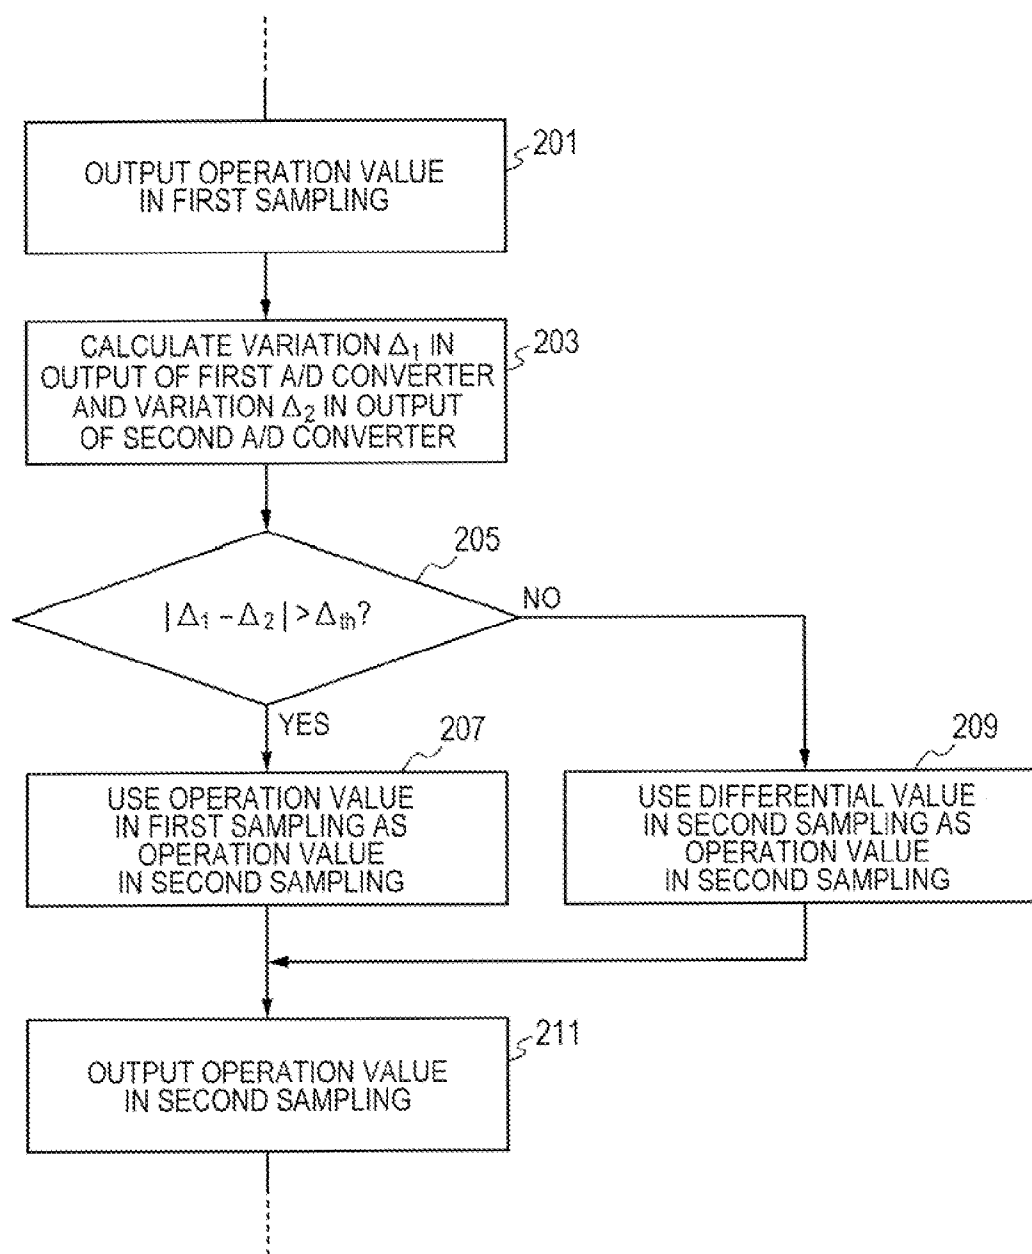 201
OUTPUT OPERATION VALUE
IN FIRST SAMPLING
203
CALCULATE VARIATION Δ₁ IN
OUTPUT OF FIRST A/D CONVERTER
AND VARIATION Δ₂ IN OUTPUT
OF SECOND A/D CONVERTER
205
|Δ₁ – Δ₂| > Δth?
NO
YES
207
USE OPERATION VALUE
IN FIRST SAMPLING AS
OPERATION VALUE
IN SECOND SAMPLING
209
USE DIFFERENTIAL VALUE
IN SECOND SAMPLING AS
OPERATION VALUE
IN SECOND SAMPLING
211
OUTPUT OPERATION VALUE
IN SECOND SAMPLING